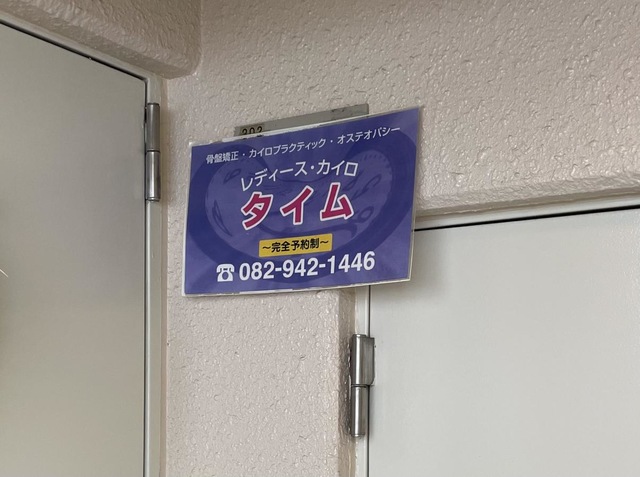 302
骨盤矯正・カイロプラクティック・オステオパシー
レディース・カイロ
タイム
〜完全予約制〜
☎082-942-1446